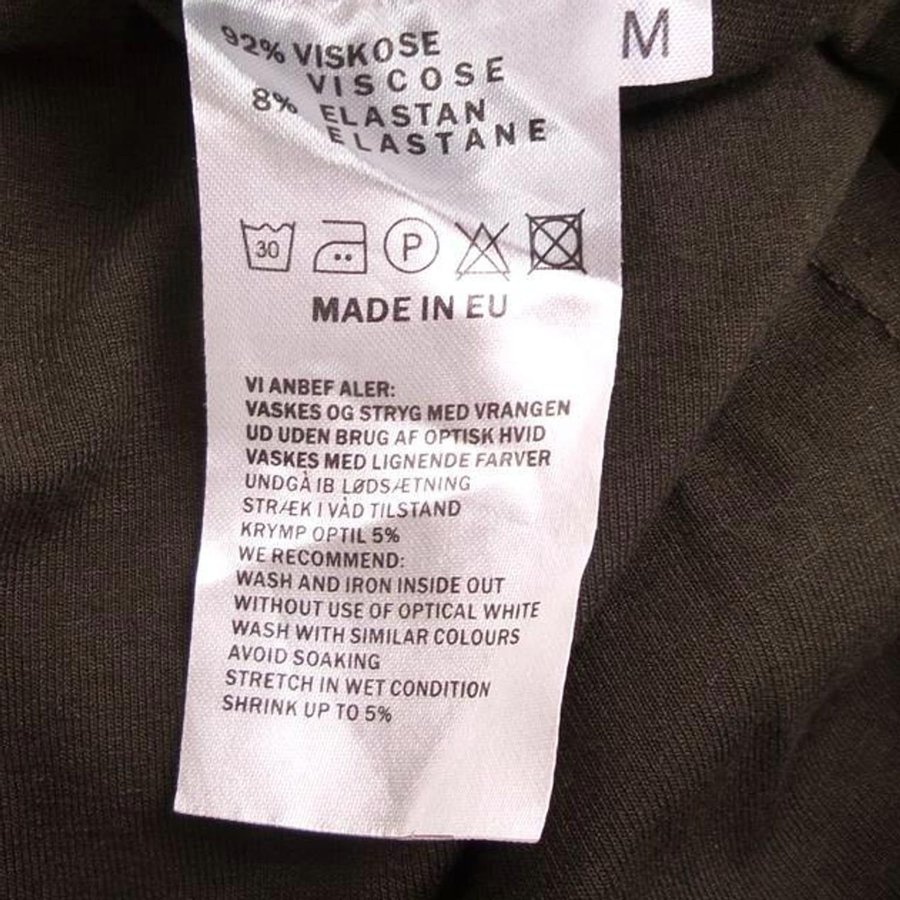 M
92% VISKOSE
VISCOSE
8% ELASTAN
ELASTANE
30 P
MADE IN EU
VI ANBEF ALER:
VASKES OG STRYG MED VRANGEN
UD UDEN BRUG AF OPTISK HVID
VASKES MED LIGNENDE FARVER
UNDGÅ IB LØDSÆTNING
STRÆK I VÅD TILSTAND
KRYMP OPTIL 5%
WE RECOMMEND:
WASH AND IRON INSIDE OUT
WITHOUT USE OF OPTICAL WHITE
WASH WITH SIMILAR COLOURS
AVOID SOAKING
STRETCH IN WET CONDITION
SHRINK UP TO 5%